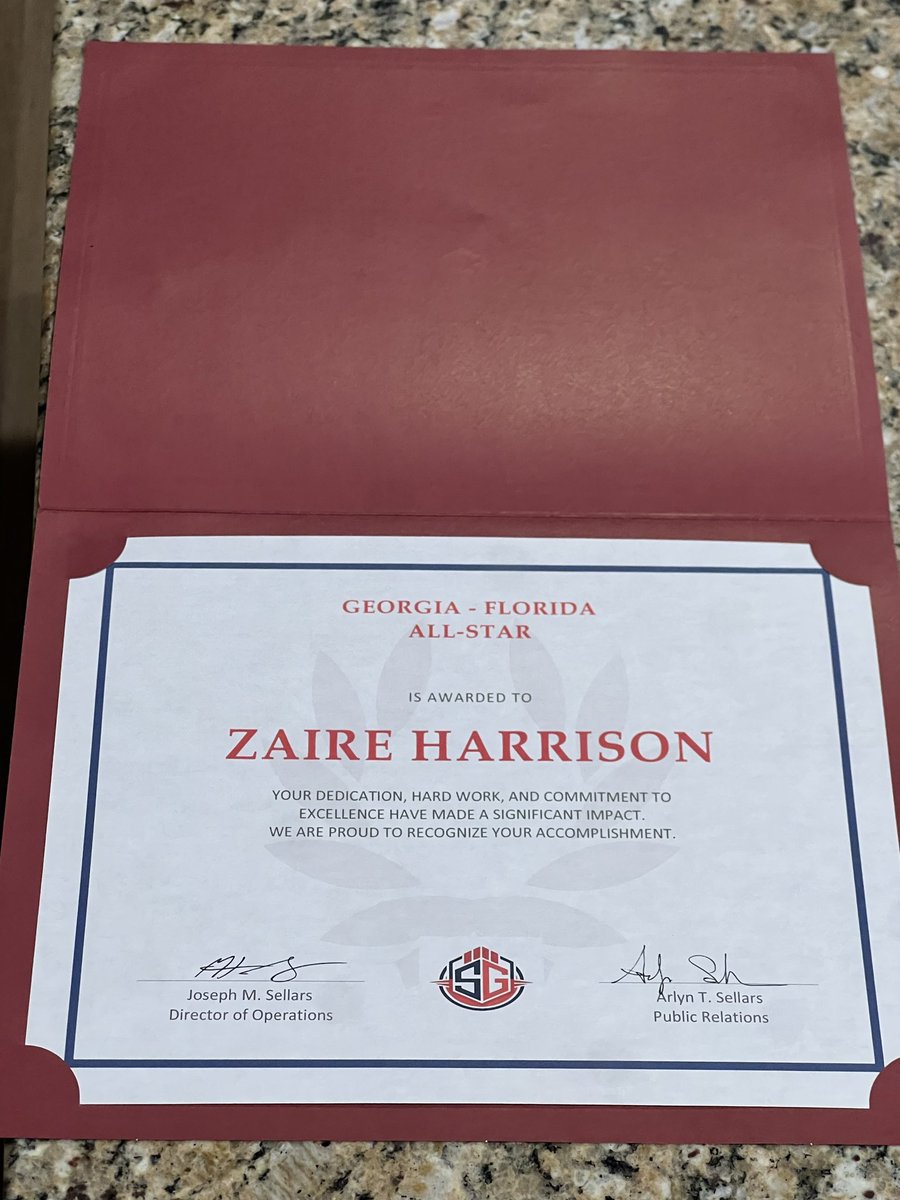 GEORGIA - FLORIDA
ALL-STAR
IS AWARDED TO
ZAIRE HARRISON
YOUR DEDICATION, HARD WORK, AND COMMITMENT TO
EXCELLENCE HAVE MADE A SIGNIFICANT IMPACT.
WE ARE PROUD TO RECOGNIZE YOUR ACCOMPLISHMENT.
SG
Joseph M. Sellars
Director of Operations
Arlyn T. Sellars
Public Relations